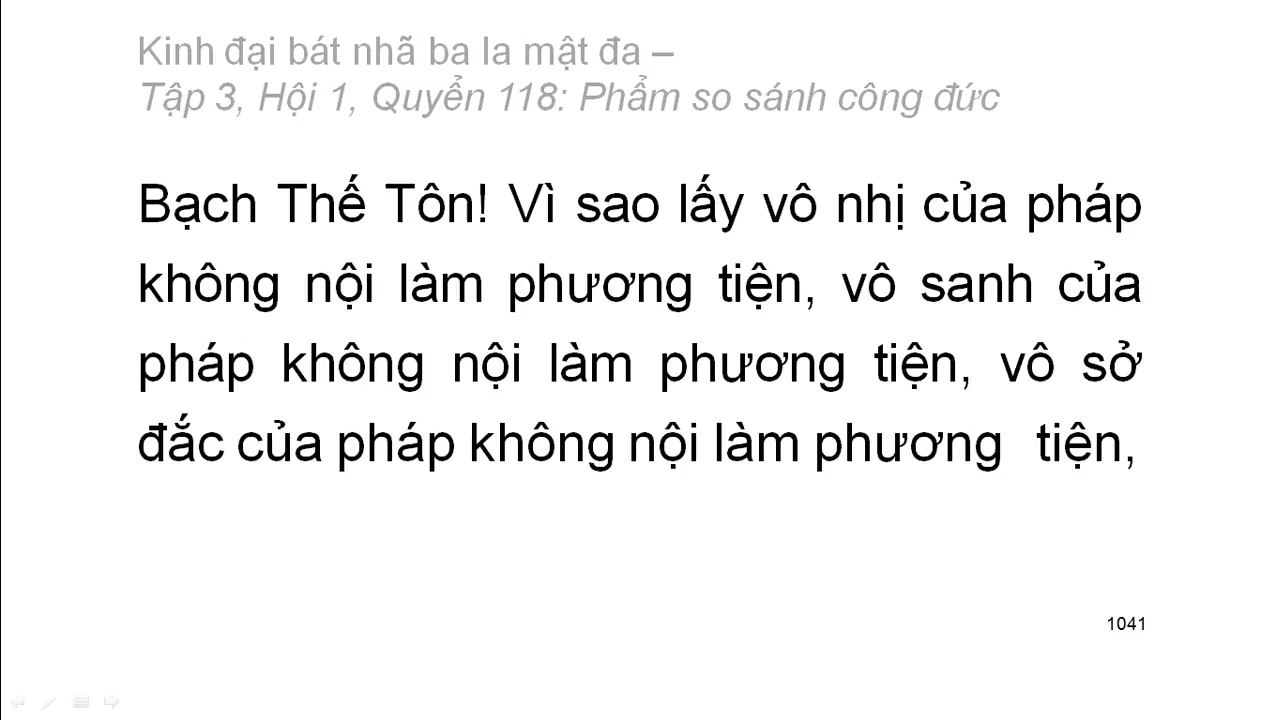 Kinh đại bát nhã ba la mật đa –
Tập 3, Hội 1, Quyển 118: Phẩm so sánh công đức
Bạch Thế Tôn! Vì sao lấy vô nhị của pháp
không nội làm phương tiện, vô sanh của
pháp không nội làm phương tiện, vô sở
đắc của pháp không nội làm phương tiện,
1041